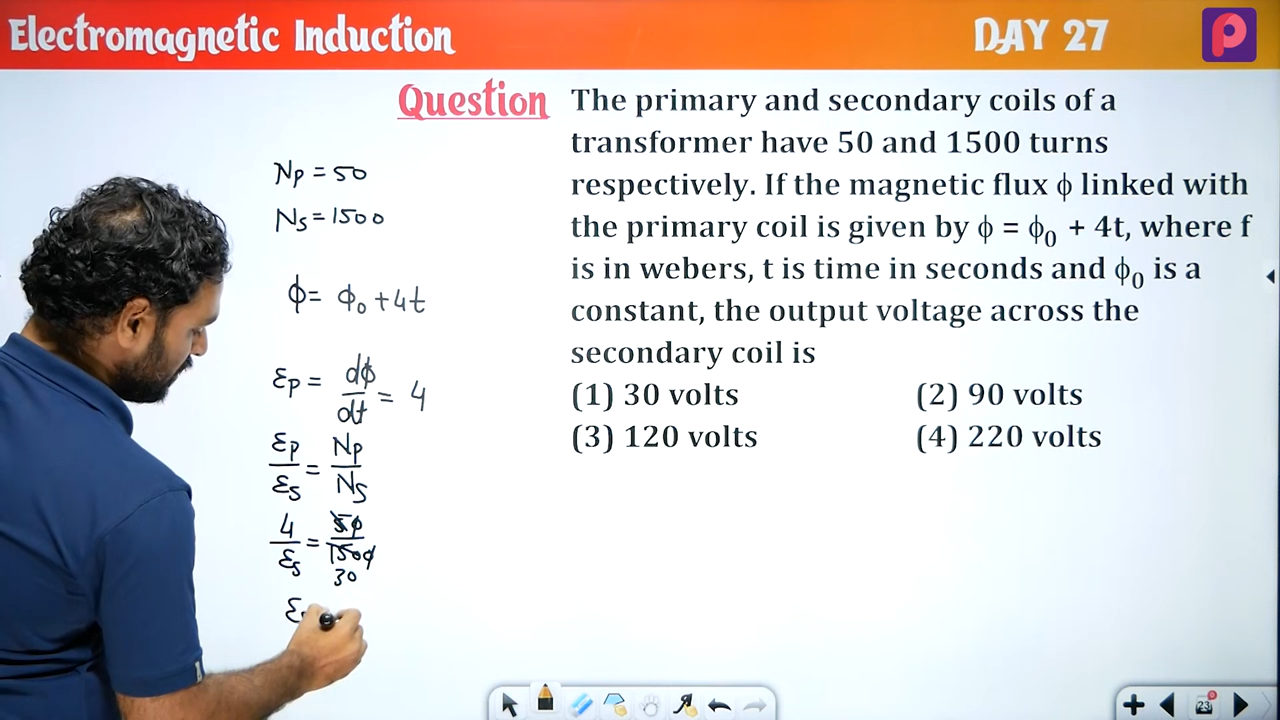 Electromagnetic Induction
DAY 27
Question
The primary and secondary coils of a
transformer have 50 and 1500 turns
respectively. If the magnetic flux ϕ linked with
the primary coil is given by ϕ = ϕ₀ + 4t, where f
is in webers, t is time in seconds and ϕ₀ is a
constant, the output voltage across the
secondary coil is
(1) 30 volts (2) 90 volts
(3) 120 volts (4) 220 volts
Np = 50
Ns = 1500
ϕ = ϕ₀ + 4t
εp = dϕ/dt = 4
εp/εs = Np/Ns
4/εs = 50/1500
30
23